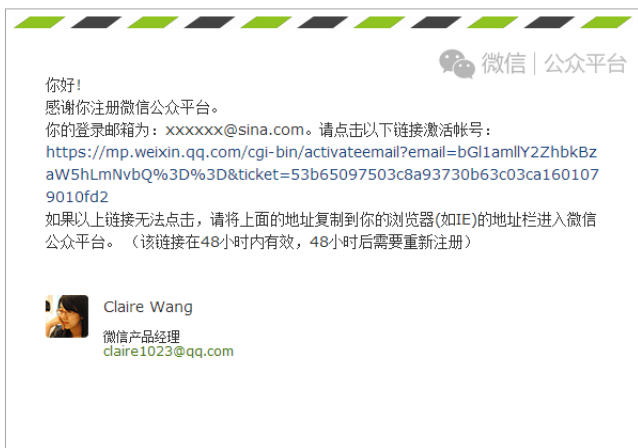 微信 | 公众平台
你好!
感谢你注册微信公众平台。
你的登录邮箱为：xxxxxx@sina.com。请点击以下链接激活帐号：
https://mp.weixin.qq.com/cgi-bin/activateemail?email=bGl1amllY2ZhbkBz
aW5hLmNvbQ%3D%3D&ticket=53b65097503c8a93730b63c03ca160107
9010fd2
如果以上链接无法点击，请将上面的地址复制到你的浏览器(如IE)的地址栏进入微信
公众平台。（该链接在48小时内有效，48小时后需要重新注册）
Claire Wang
微信产品经理
claire1023@qq.com